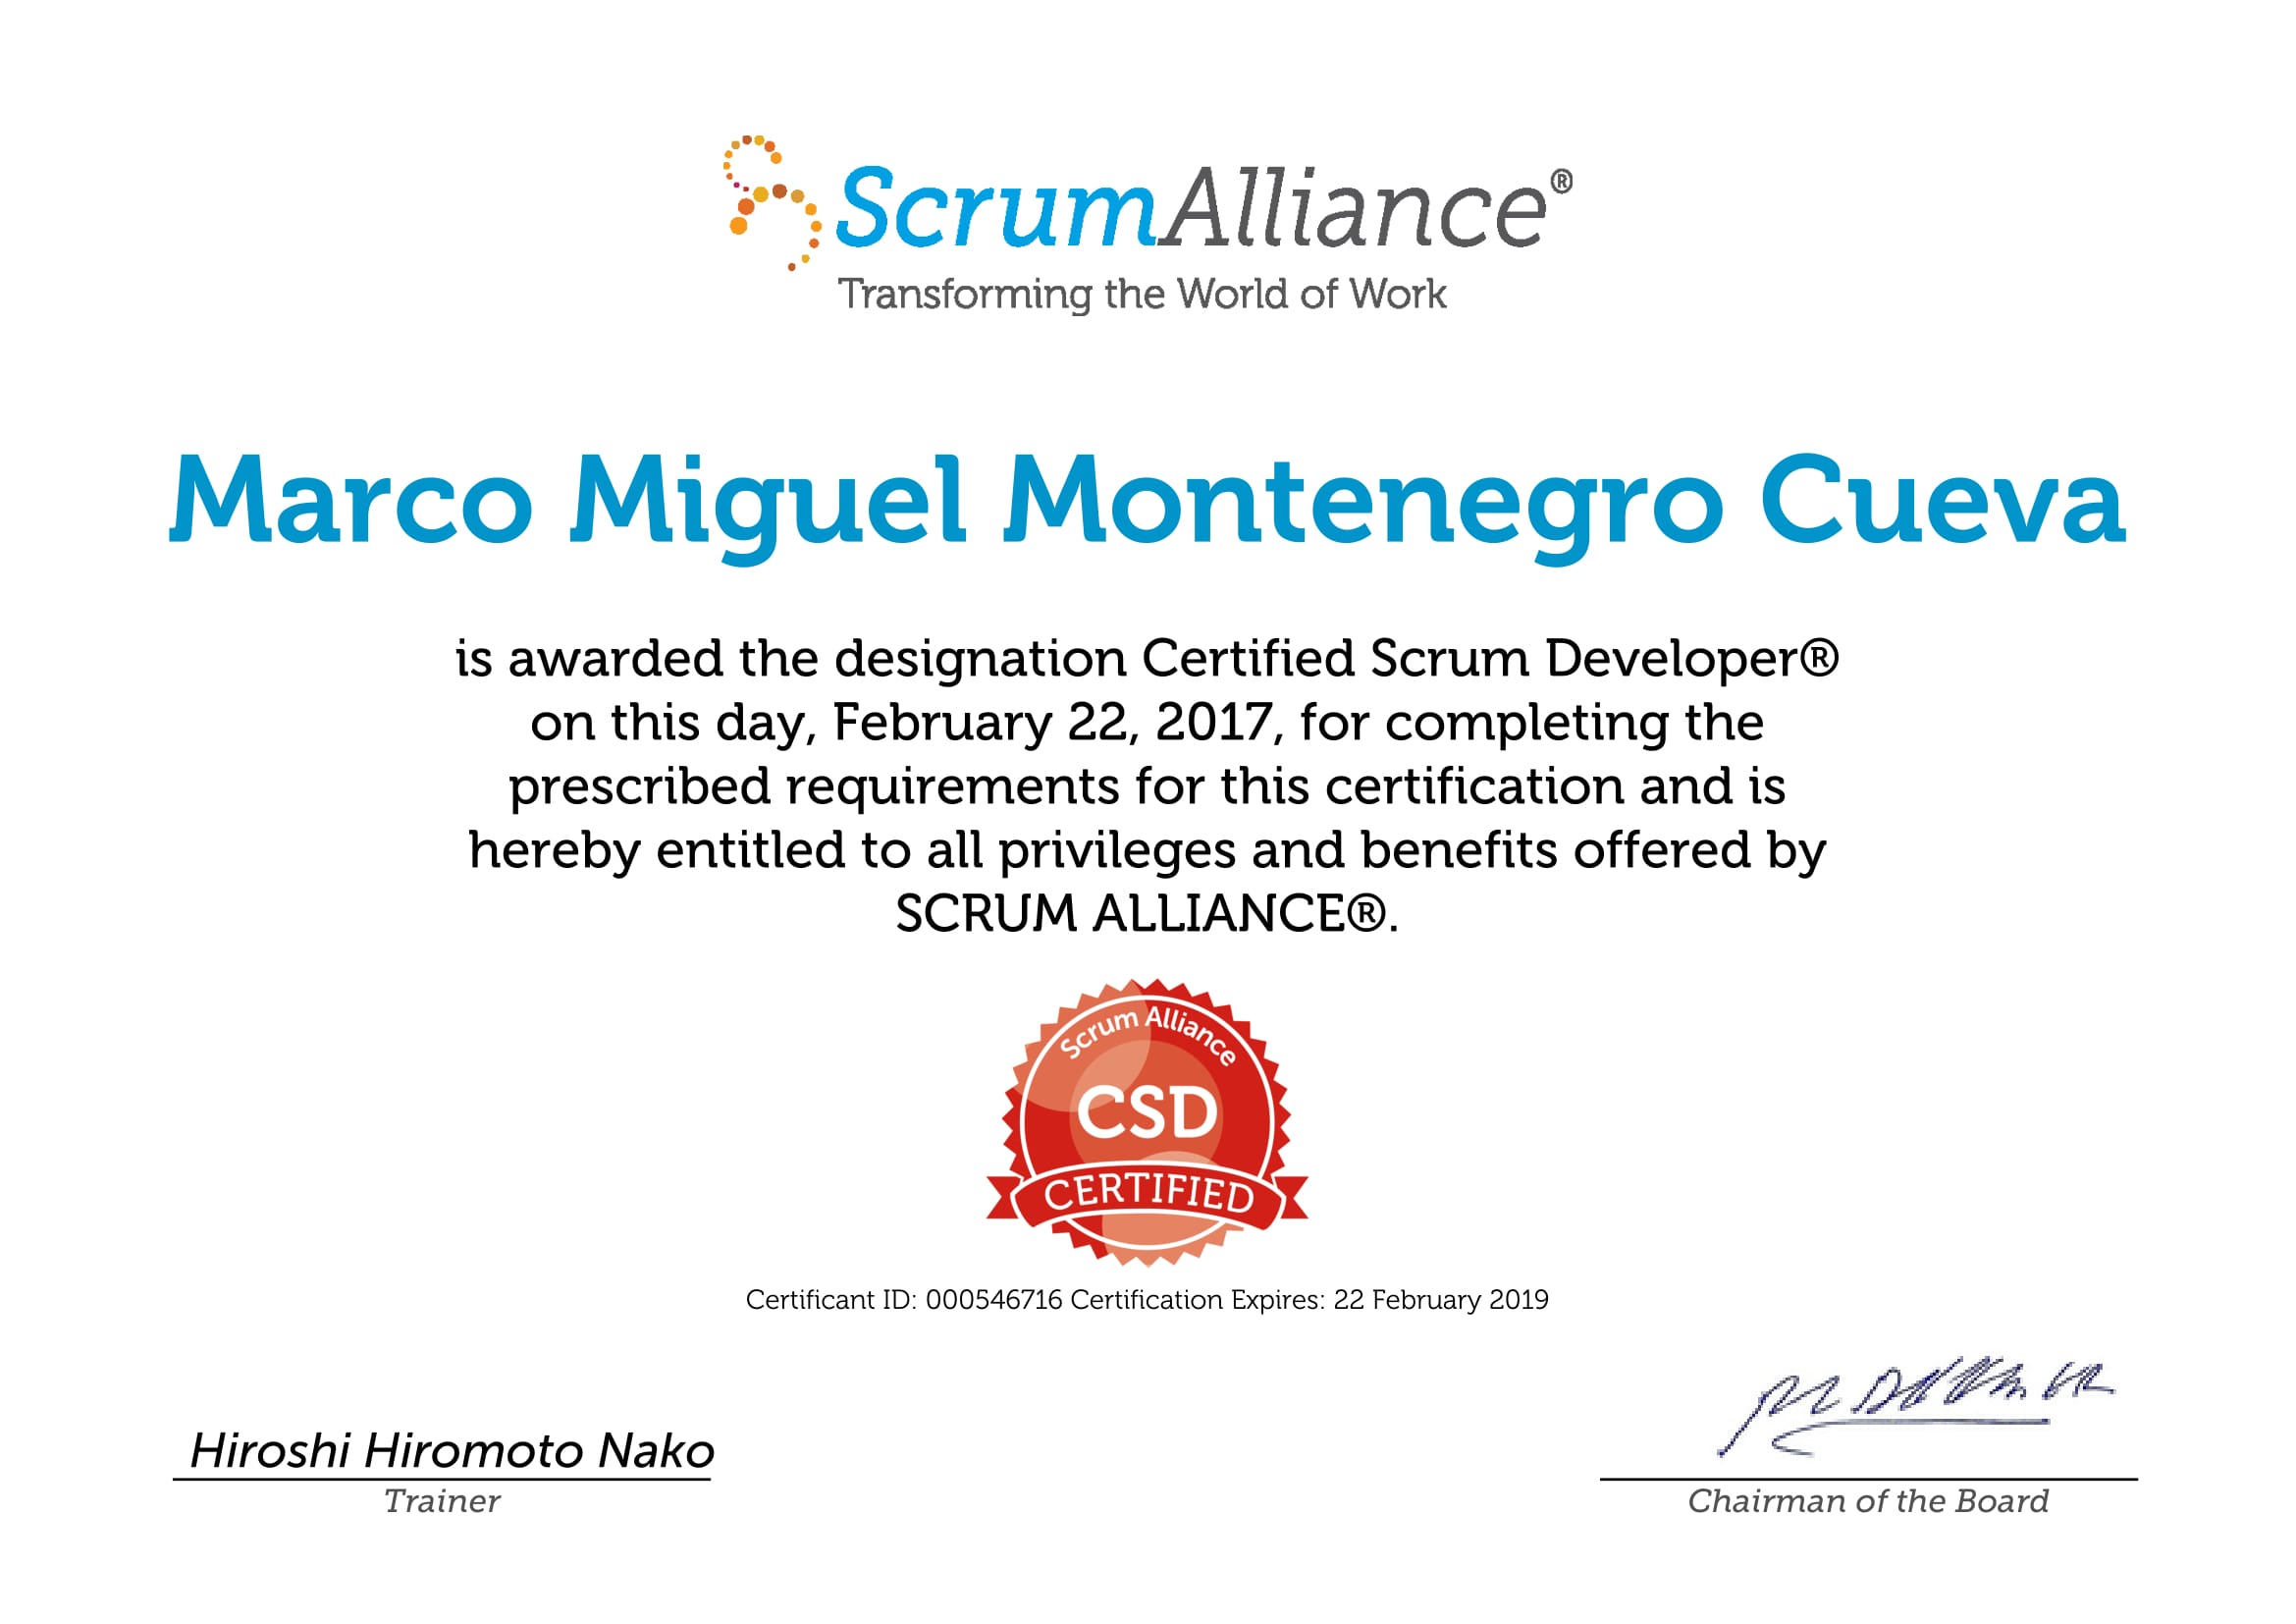 ScrumAlliance®
Transforming the World of Work
Marco Miguel Montenegro Cueva
is awarded the designation Certified Scrum Developer®
on this day, February 22, 2017, for completing the
prescribed requirements for this certification and is
hereby entitled to all privileges and benefits offered by
SCRUM ALLIANCE®.
Scrum Alliance
CSD
CERTIFIED
Certificant ID: 000546716 Certification Expires: 22 February 2019
Hiroshi Hiromoto Nako
Trainer
Chairman of the Board